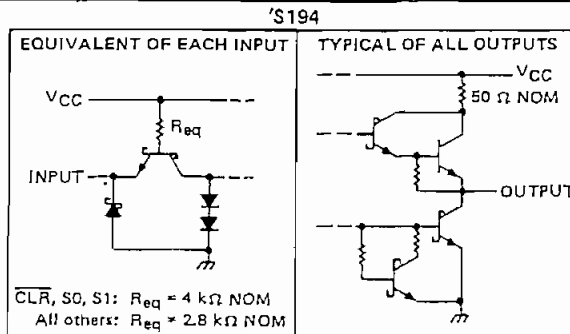 'S194
EQUIVALENT OF EACH INPUT
VCC
Req
INPUT
CLR, S0, S1: Req = 4 kΩ NOM
All others: Req = 2.8 kΩ NOM
TYPICAL OF ALL OUTPUTS
VCC
50 Ω NOM
OUTPUT